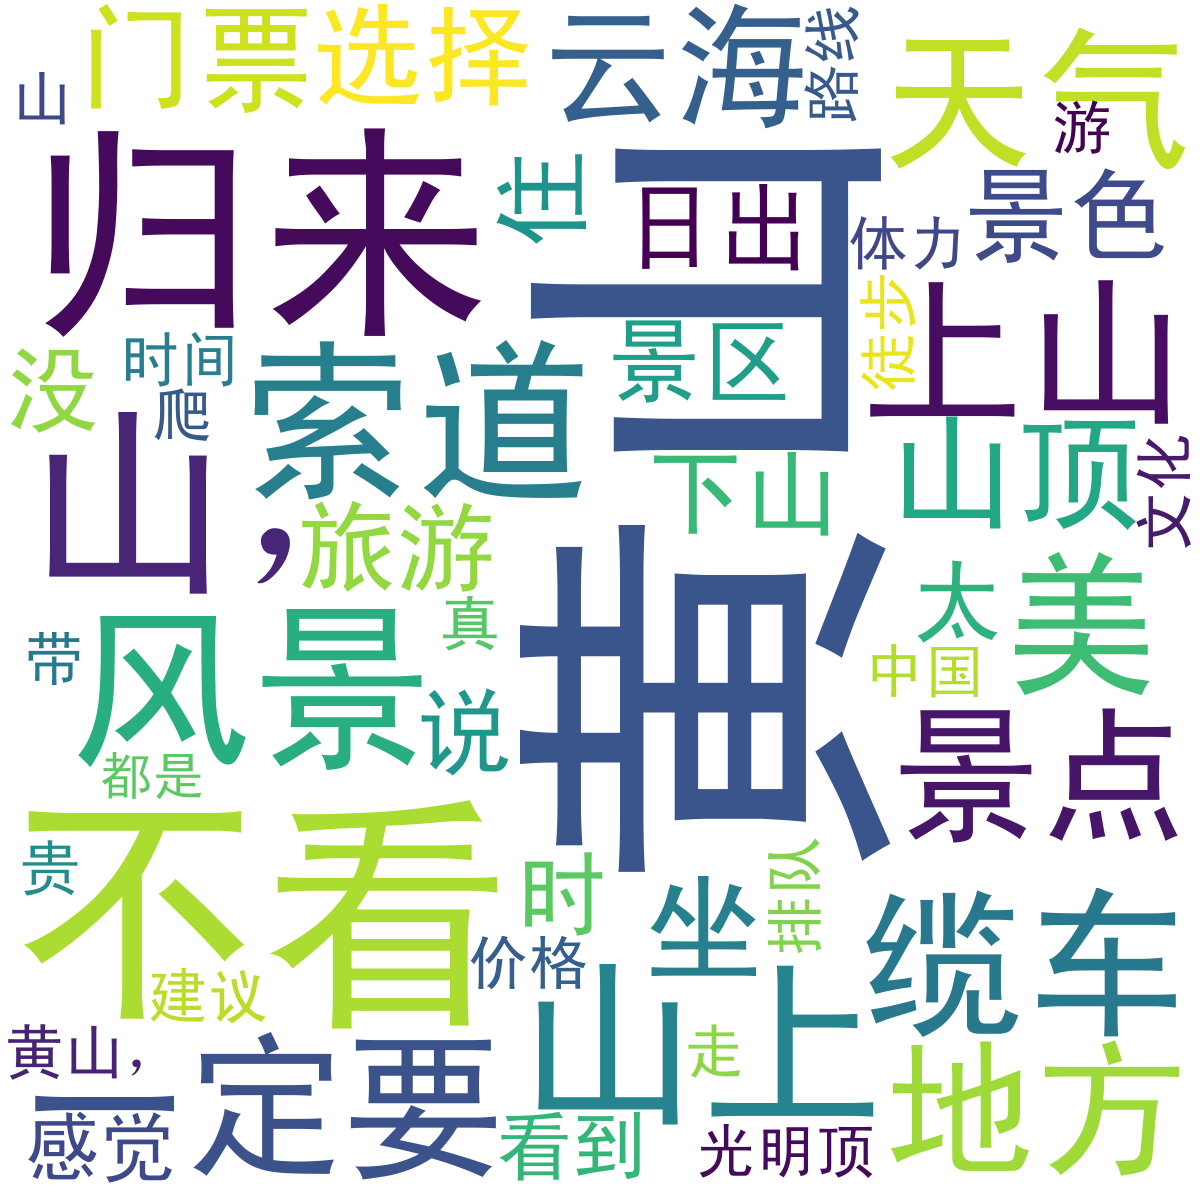 门票
选择
云海
路线
天气
山
游
归来
住
日出
景色
体力
黄山
上山
徒步
时间
景区
没
索道
爬
山，
下山
山顶
文化
旅游
美
太
真
中国
风景
带
说
景点
都是
不看
贵
时
坐
排队
缆车
价格
建议
山上
黄山，
走
地方
一定要
感觉
看到
光明顶